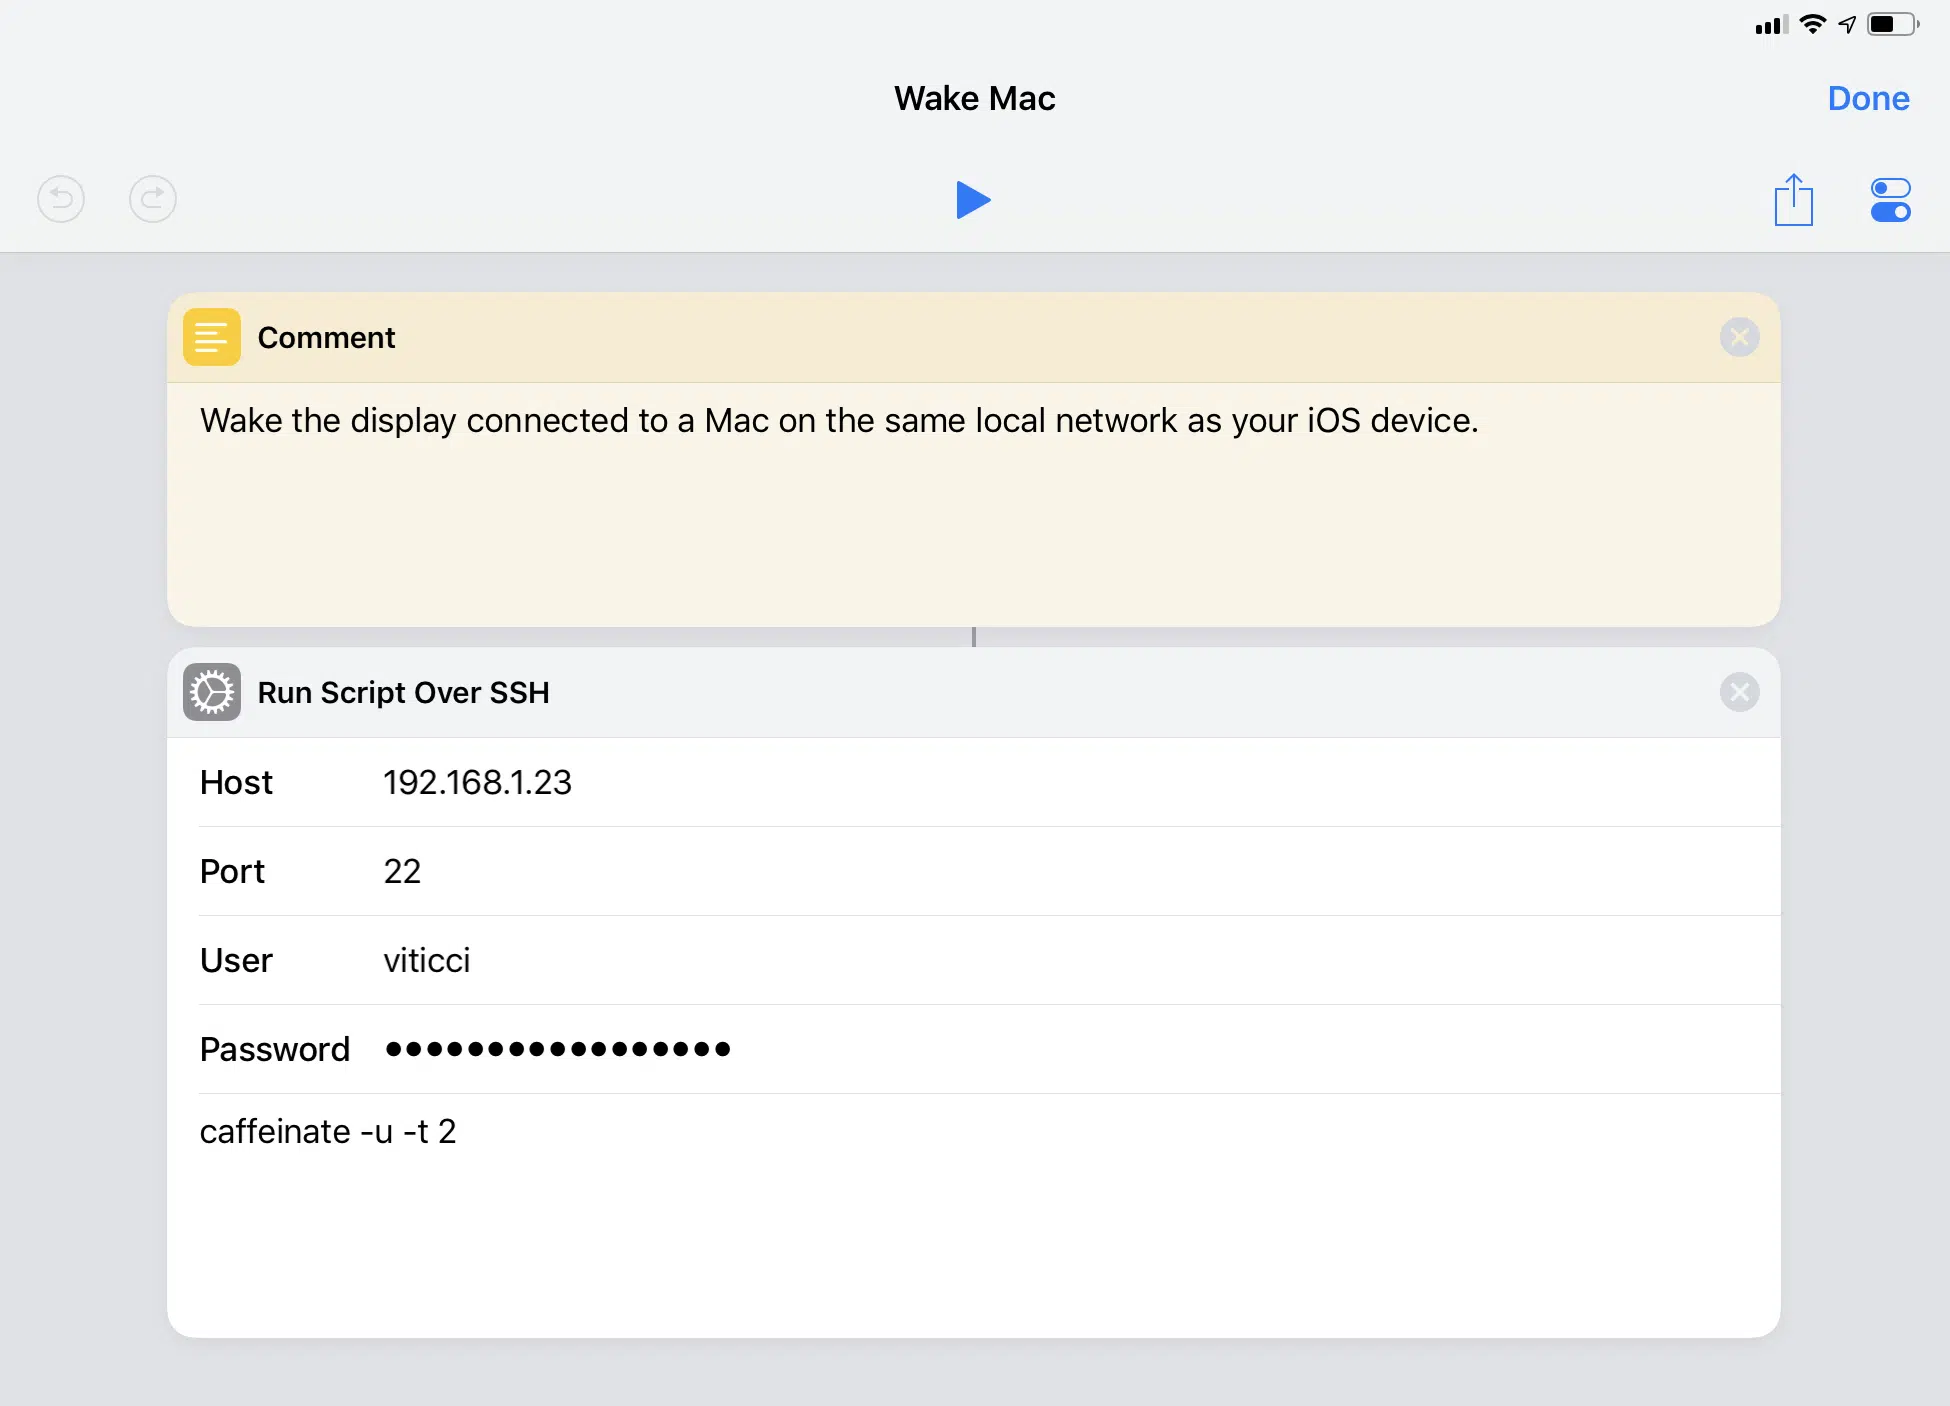 Wake Mac
Done
Comment
Wake the display connected to a Mac on the same local network as your iOS device.
Run Script Over SSH
Host 192.168.1.23
Port 22
User viticci
Password •••••••••••••••••
caffeinate -u -t 2